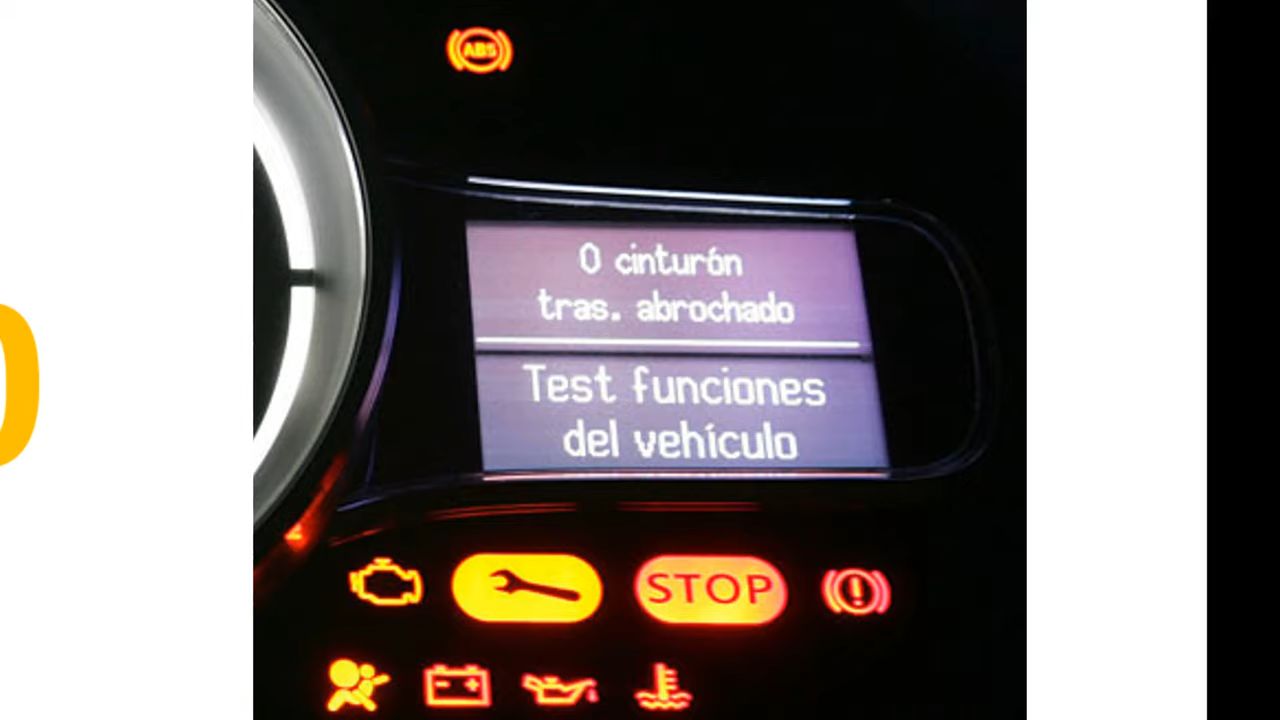 ABS
0 cinturón
tras. abrochado
Test funciones
del vehículo
STOP